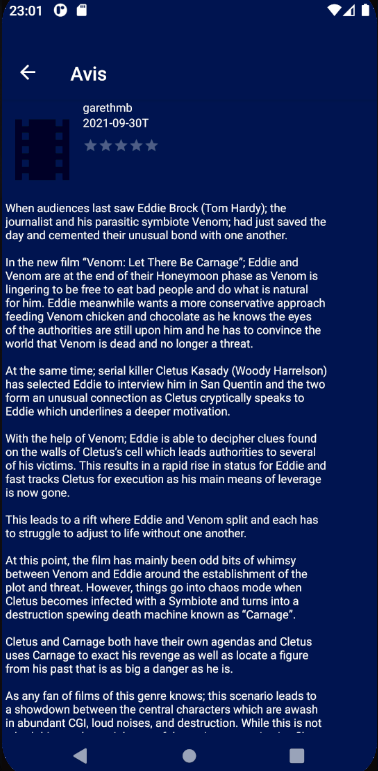 23:01
Avis
garethmb
2021-09-30T
When audiences last saw Eddie Brock (Tom Hardy); the
journalist and his parasitic symbiote Venom; had just saved the
day and cemented their unusual bond with one another.
In the new film “Venom: Let There Be Carnage”; Eddie and
Venom are at the end of their Honeymoon phase as Venom is
lingering to be free to eat bad people and do what is natural
for him. Eddie meanwhile wants a more conservative approach
feeding Venom chicken and chocolate as he knows the eyes
of the authorities are still upon him and he has to convince the
world that Venom is dead and no longer a threat.
At the same time; serial killer Cletus Kasady (Woody Harrelson)
has selected Eddie to interview him in San Quentin and the two
form an unusual connection as Cletus cryptically speaks to
Eddie which underlines a deeper motivation.
With the help of Venom; Eddie is able to decipher clues found
on the walls of Cletus’s cell which leads authorities to several
of his victims. This results in a rapid rise in status for Eddie and
fast tracks Cletus for execution as his main means of leverage
is now gone.
This leads to a rift where Eddie and Venom split and each has
to struggle to adjust to life without one another.
At this point, the film has mainly been odd bits of whimsy
between Venom and Eddie around the establishment of the
plot and threat. However, things go into chaos mode when
Cletus becomes infected with a Symbiote and turns into a
destruction spewing death machine known as “Carnage”.
Cletus and Carnage both have their own agendas and Cletus
uses Carnage to exact his revenge as well as locate a figure
from his past that is as big a danger as he is.
As any fan of films of this genre knows; this scenario leads to
a showdown between the central characters which are awash
in abundant CGI, loud noises, and destruction. While this is not